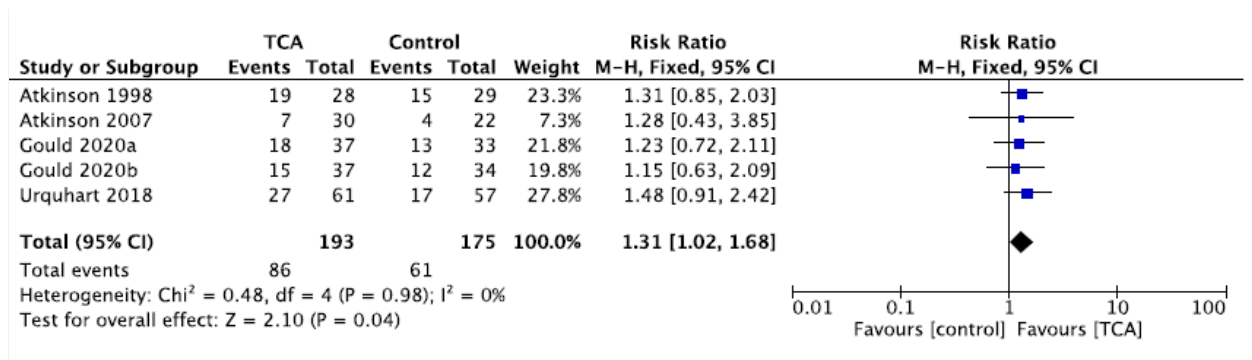 TCA Control Risk Ratio Risk Ratio
Study or Subgroup Events Total Events Total Weight M-H, Fixed, 95% CI M-H, Fixed, 95% CI
Atkinson 1998 19 28 15 29 23.3% 1.31 [0.85, 2.03]
Atkinson 2007 7 30 4 22 7.3% 1.28 [0.43, 3.85]
Gould 2020a 18 37 13 33 21.8% 1.23 [0.72, 2.11]
Gould 2020b 15 37 12 34 19.8% 1.15 [0.63, 2.09]
Urquhart 2018 27 61 17 57 27.8% 1.48 [0.91, 2.42]
Total (95% CI) 193 175 100.0% 1.31 [1.02, 1.68]
Total events 86 61
Heterogeneity: Chi² = 0.48, df = 4 (P = 0.98); I² = 0%
Test for overall effect: Z = 2.10 (P = 0.04)
0.01 0.1 1 10 100
Favours [control] Favours [TCA]